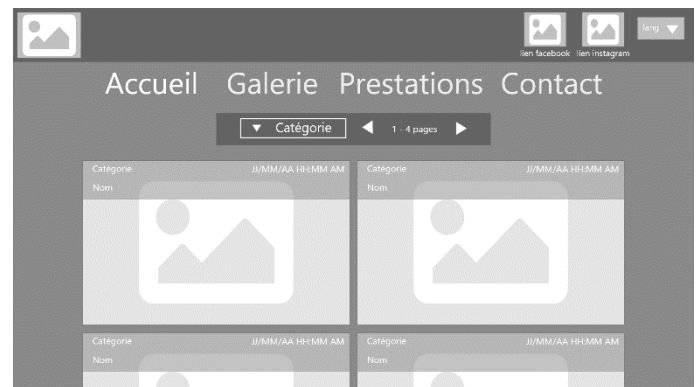 lien facebook lien instagram lang
Accueil Galerie Prestations Contact
Catégorie 1 - 4 pages
Catégorie JJ/MM/AA HH:MM AM Catégorie JJ/MM/AA HH:MM AM
Nom Nom
Catégorie JJ/MM/AA HH:MM AM Catégorie JJ/MM/AA HH:MM AM
Nom Nom